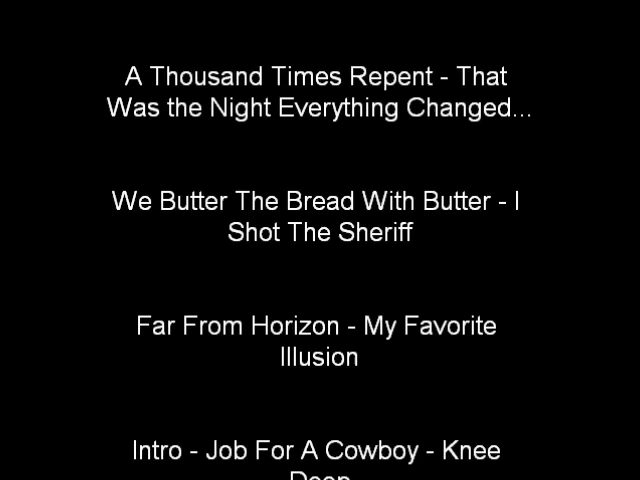 A Thousand Times Repent - That
Was the Night Everything Changed...
We Butter The Bread With Butter - I
Shot The Sheriff
Far From Horizon - My Favorite
Illusion
Intro - Job For A Cowboy - Knee